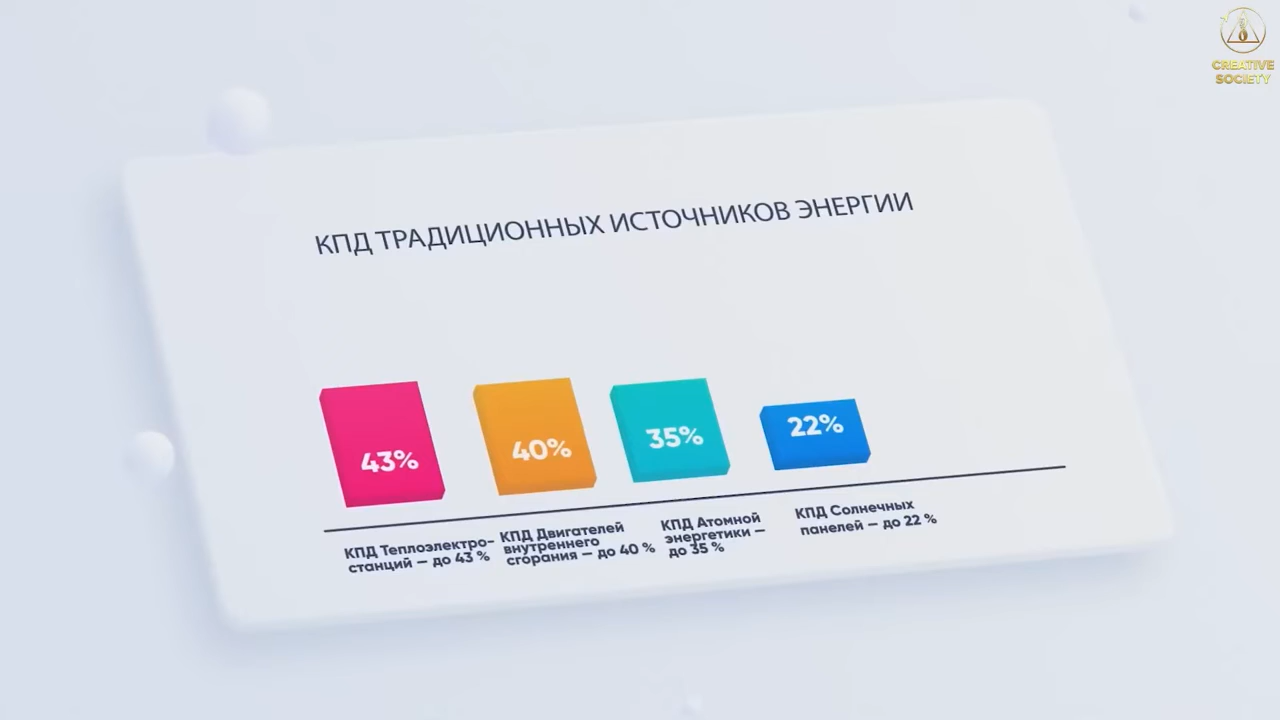 CREATIVE
SOCIETY
КПД ТРАДИЦИОННЫХ ИСТОЧНИКОВ ЭНЕРГИИ
43%
40%
35%
22%
КПД Теплоэлектро-
станций — до 43 %
КПД Двигателей
внутреннего
сгорания — до 40 %
КПД Атомной
энергетики —
до 35 %
КПД Солнечных
панелей — до 22 %